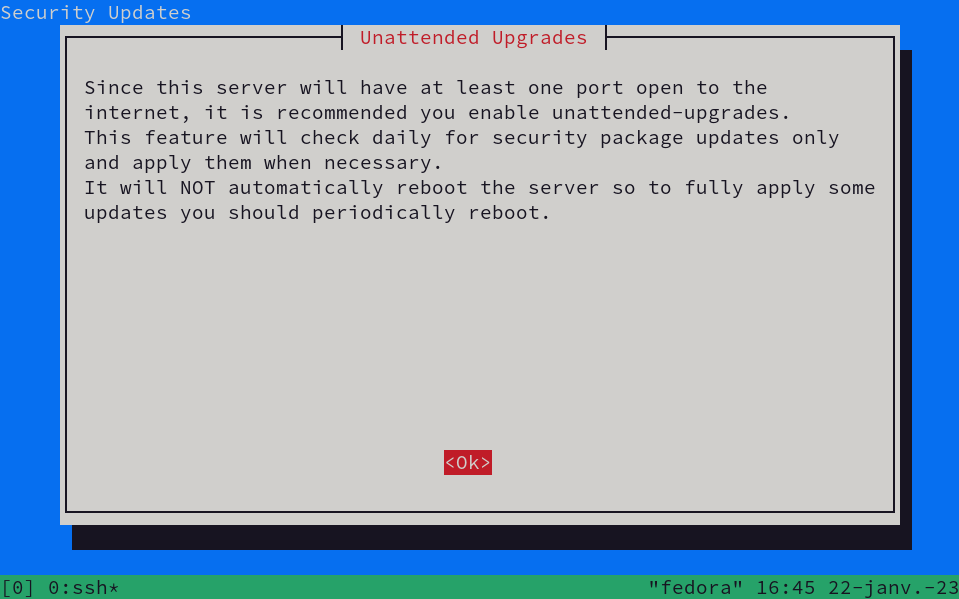 Security Updates
Unattended Upgrades
Since this server will have at least one port open to the
internet, it is recommended you enable unattended-upgrades.
This feature will check daily for security package updates only
and apply them when necessary.
It will NOT automatically reboot the server so to fully apply some
updates you should periodically reboot.
<Ok>
[0] 0:ssh* "fedora" 16:45 22-janv.-23